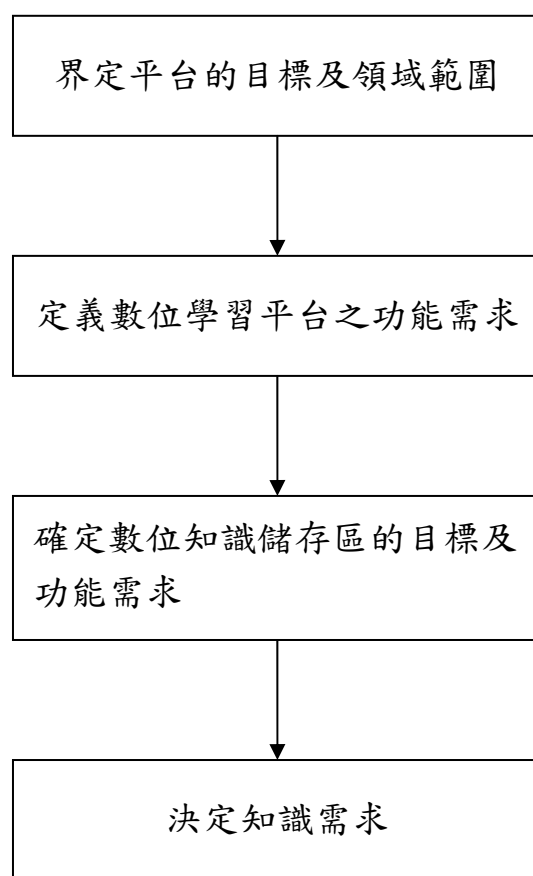 界定平台的目標及領域範圍
定義數位學習平台之功能需求
確定數位知識儲存區的目標及
功能需求
決定知識需求